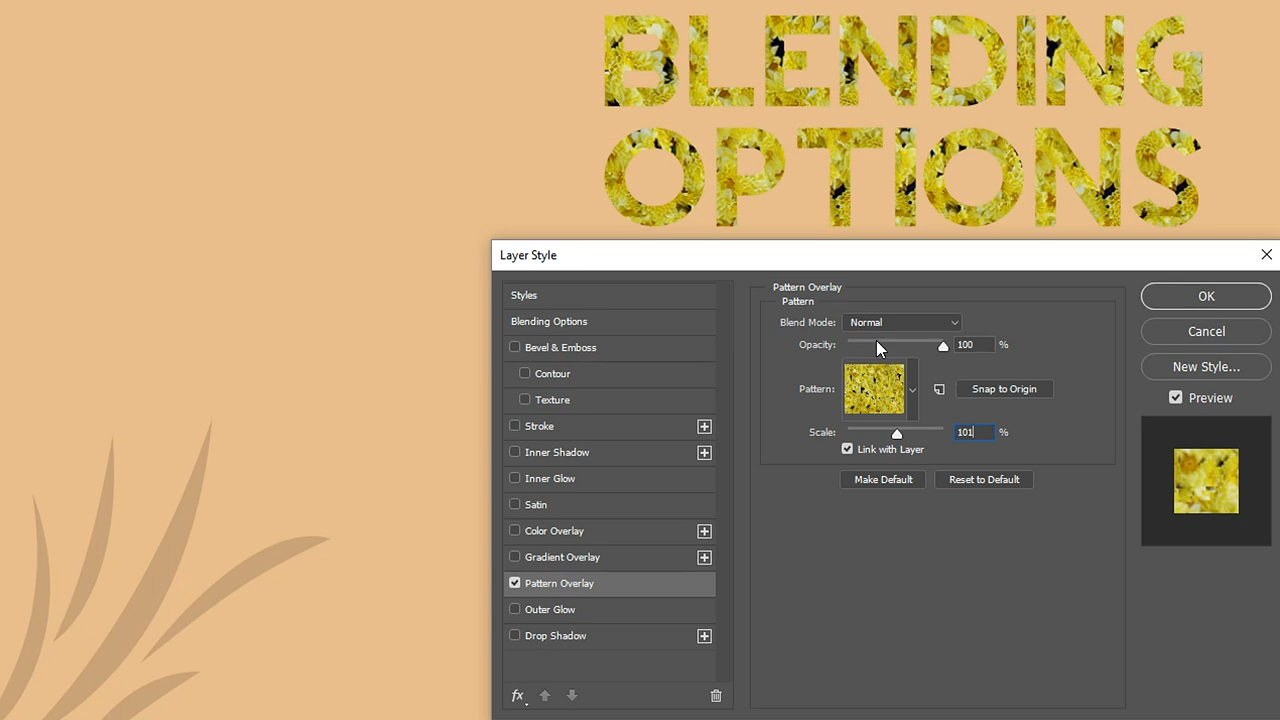 BLENDING
OPTIONS
Layer Style
Styles
Blending Options
Bevel & Emboss
Contour
Texture
Stroke
Inner Shadow
Inner Glow
Satin
Color Overlay
Gradient Overlay
Pattern Overlay
Outer Glow
Drop Shadow
fx
Pattern Overlay
Pattern
Blend Mode: Normal
Opacity: 100 %
Pattern: Snap to Origin
Scale: 101 %
Link with Layer
Make Default Reset to Default
OK
Cancel
New Style...
Preview